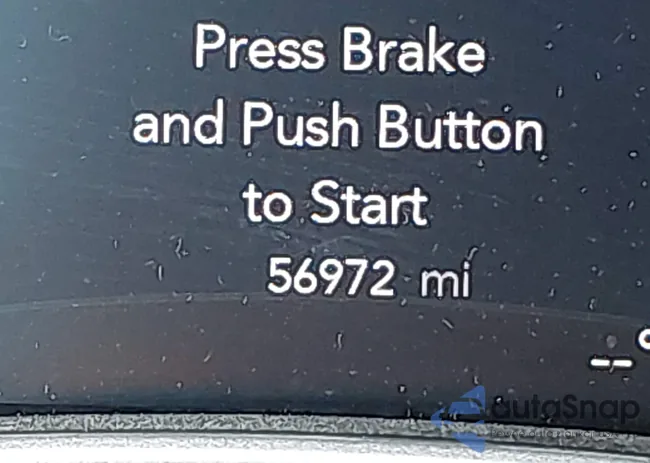 Press Brake
and Push Button
to Start
56972 mi
--°
autoSnap